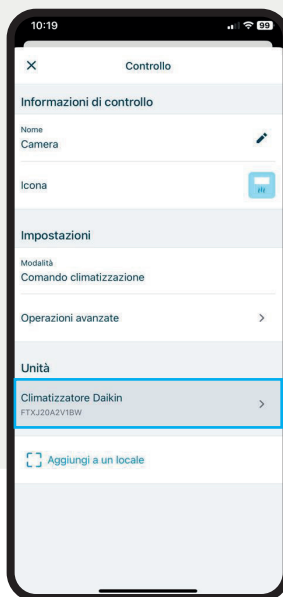 10:19
99
Controllo
Informazioni di controllo
Nome
Camera
Icona
Impostazioni
Modalità
Comando climatizzazione
Operazioni avanzate
Unità
Climatizzatore Daikin
FTXJ20A2V1BW
Aggiungi a un locale